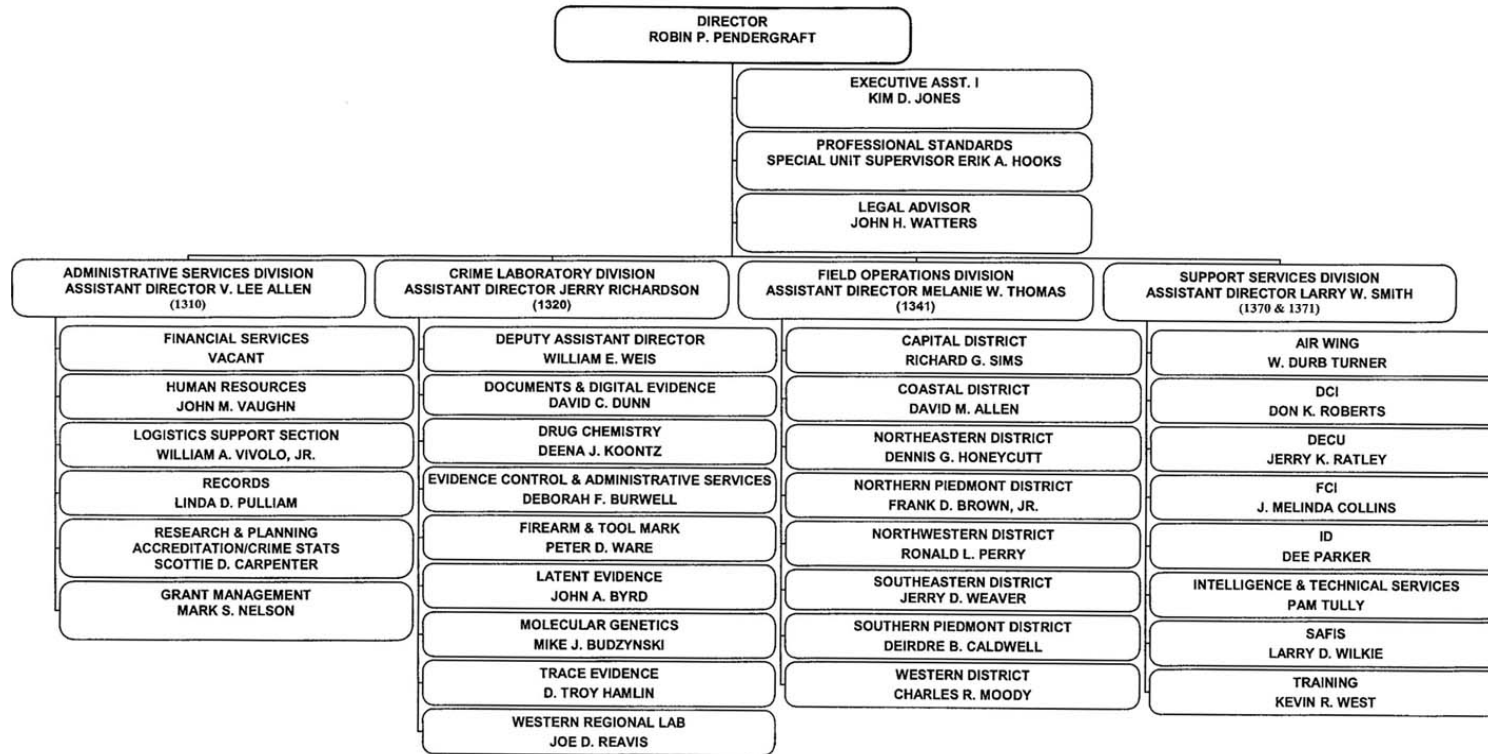 DIRECTOR
ROBIN P. PENDERGRAFT
EXECUTIVE ASST. I
KIM D. JONES
PROFESSIONAL STANDARDS
SPECIAL UNIT SUPERVISOR ERIK A. HOOKS
LEGAL ADVISOR
JOHN H. WATTERS
ADMINISTRATIVE SERVICES DIVISION
ASSISTANT DIRECTOR V. LEE ALLEN
(1310)
FINANCIAL SERVICES
VACANT
HUMAN RESOURCES
JOHN M. VAUGHN
LOGISTICS SUPPORT SECTION
WILLIAM A. VIVOLO, JR.
RECORDS
LINDA D. PULLIAM
RESEARCH & PLANNING
ACCREDITATION/CRIME STATS
SCOTTIE D. CARPENTER
GRANT MANAGEMENT
MARK S. NELSON
CRIME LABORATORY DIVISION
ASSISTANT DIRECTOR JERRY RICHARDSON
(1320)
DEPUTY ASSISTANT DIRECTOR
WILLIAM E. WEIS
DOCUMENTS & DIGITAL EVIDENCE
DAVID C. DUNN
DRUG CHEMISTRY
DEENA J. KOONTZ
EVIDENCE CONTROL & ADMINISTRATIVE SERVICES
DEBORAH F. BURWELL
FIREARM & TOOL MARK
PETER D. WARE
LATENT EVIDENCE
JOHN A. BYRD
MOLECULAR GENETICS
MIKE J. BUDZYNSKI
TRACE EVIDENCE
D. TROY HAMLIN
WESTERN REGIONAL LAB
JOE D. REAVIS
FIELD OPERATIONS DIVISION
ASSISTANT DIRECTOR MELANIE W. THOMAS
(1341)
CAPITAL DISTRICT
RICHARD G. SIMS
COASTAL DISTRICT
DAVID M. ALLEN
NORTHEASTERN DISTRICT
DENNIS G. HONEYCUTT
NORTHERN PIEDMONT DISTRICT
FRANK D. BROWN, JR.
NORTHWESTERN DISTRICT
RONALD L. PERRY
SOUTHEASTERN DISTRICT
JERRY D. WEAVER
SOUTHERN PIEDMONT DISTRICT
DEIRDRE B. CALDWELL
WESTERN DISTRICT
CHARLES R. MOODY
SUPPORT SERVICES DIVISION
ASSISTANT DIRECTOR LARRY W. SMITH
(1370 & 1371)
AIR WING
W. DURB TURNER
DCI
DON K. ROBERTS
DECU
JERRY K. RATLEY
FCI
J. MELINDA COLLINS
ID
DEE PARKER
INTELLIGENCE & TECHNICAL SERVICES
PAM TULLY
SAFIS
LARRY D. WILKIE
TRAINING
KEVIN R. WEST